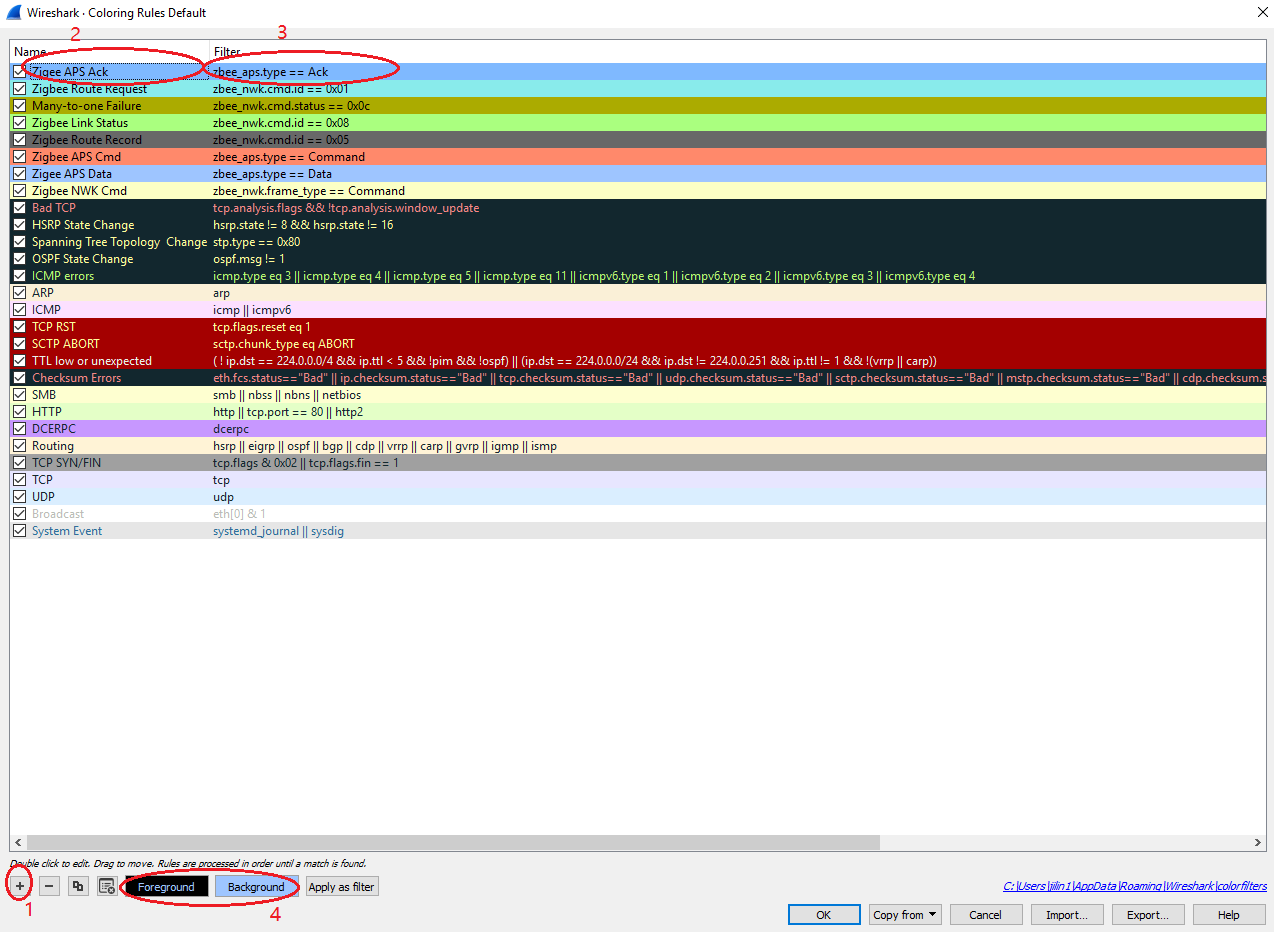 Wireshark · Coloring Rules Default
2
3
Name Filter
Zigee APS Ack zbee_aps.type == Ack
Zigbee Route Request zbee_nwk.cmd.id == 0x01
Many-to-one Failure zbee_nwk.cmd.status == 0x0c
Zigbee Link Status zbee_nwk.cmd.id == 0x08
Zigbee Route Record zbee_nwk.cmd.id == 0x05
Zigbee APS Cmd zbee_aps.type == Command
Zigee APS Data zbee_aps.type == Data
Zigbee NWK Cmd zbee_nwk.frame_type == Command
Bad TCP tcp.analysis.flags && !tcp.analysis.window_update
HSRP State Change hsrp.state != 8 && hsrp.state != 16
Spanning Tree Topology  Change stp.type == 0x80
OSPF State Change ospf.msg != 1
ICMP errors icmp.type eq 3 || icmp.type eq 4 || icmp.type eq 5 || icmp.type eq 11 || icmpv6.type eq 1 || icmpv6.type eq 2 || icmpv6.type eq 3 || icmpv6.type eq 4
ARP arp
ICMP icmp || icmpv6
TCP RST tcp.flags.reset eq 1
SCTP ABORT sctp.chunk_type eq ABORT
TTL low or unexpected ( ! ip.dst == 224.0.0.0/4 && ip.ttl < 5 && !pim && !ospf) || (ip.dst == 224.0.0.0/24 && ip.dst != 224.0.0.251 && ip.ttl != 1 && !(vrrp || carp))
Checksum Errors eth.fcs.status=="Bad" || ip.checksum.status=="Bad" || tcp.checksum.status=="Bad" || udp.checksum.status=="Bad" || sctp.checksum.status=="Bad" || mstp.checksum.status=="Bad" || cdp.checksum.s
SMB smb || nbss || nbns || netbios
HTTP http || tcp.port == 80 || http2
DCERPC dcerpc
Routing hsrp || eigrp || ospf || bgp || cdp || vrrp || carp || gvrp || igmp || ismp
TCP SYN/FIN tcp.flags & 0x02 || tcp.flags.fin == 1
TCP tcp
UDP udp
Broadcast eth[0] & 1
System Event systemd_journal || sysdig
Double click to edit. Drag to move. Rules are processed in order until a match is found.
Foreground Background Apply as filter C:\Users\jilin1\AppData\Roaming\Wireshark\colorfilters
1
4
OK Copy from Cancel Import... Export... Help